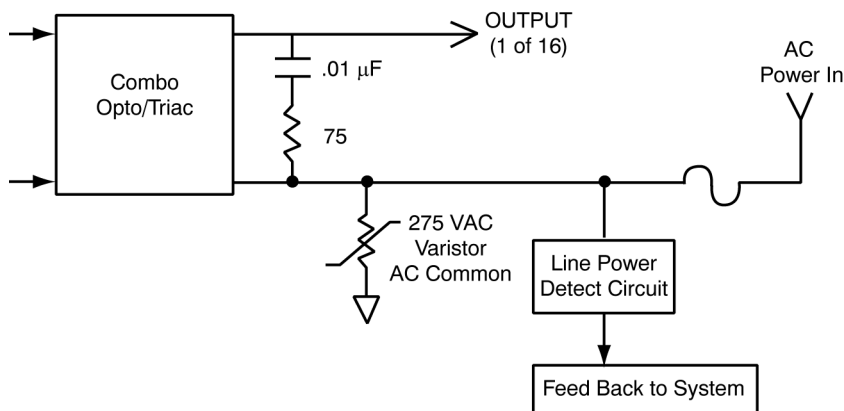 OUTPUT
(1 of 16)
AC
Power In
Combo
Opto/Triac
.01 μF
75
275 VAC
Varistor
AC Common
Line Power
Detect Circuit
Feed Back to System